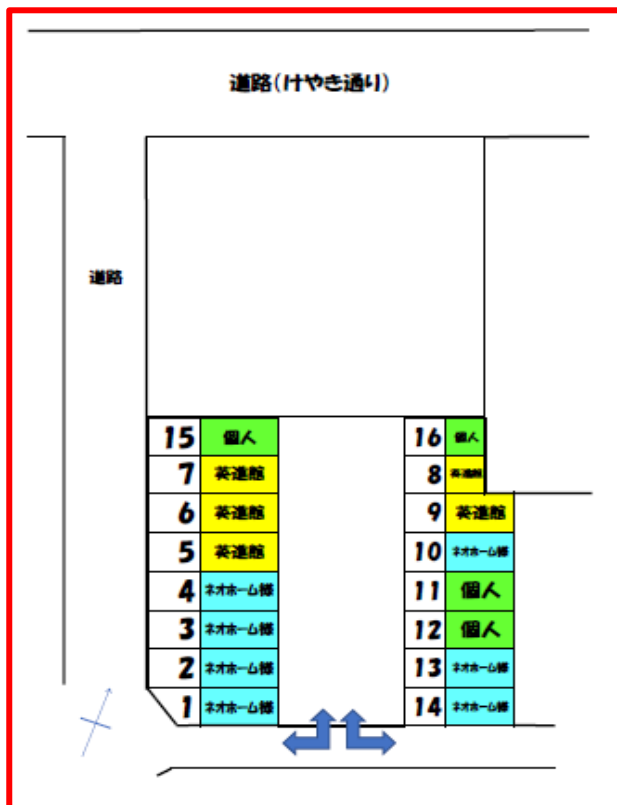 道路(けやき通り)
道路
15 個人
7 英進館
6 英進館
5 英進館
4 ネオホーム様
3 ネオホーム様
2 ネオホーム様
1 ネオホーム様
16 個人
8 英進館
9 英進館
10 ネオホーム様
11 個人
12 個人
13 ネオホーム様
14 ネオホーム様